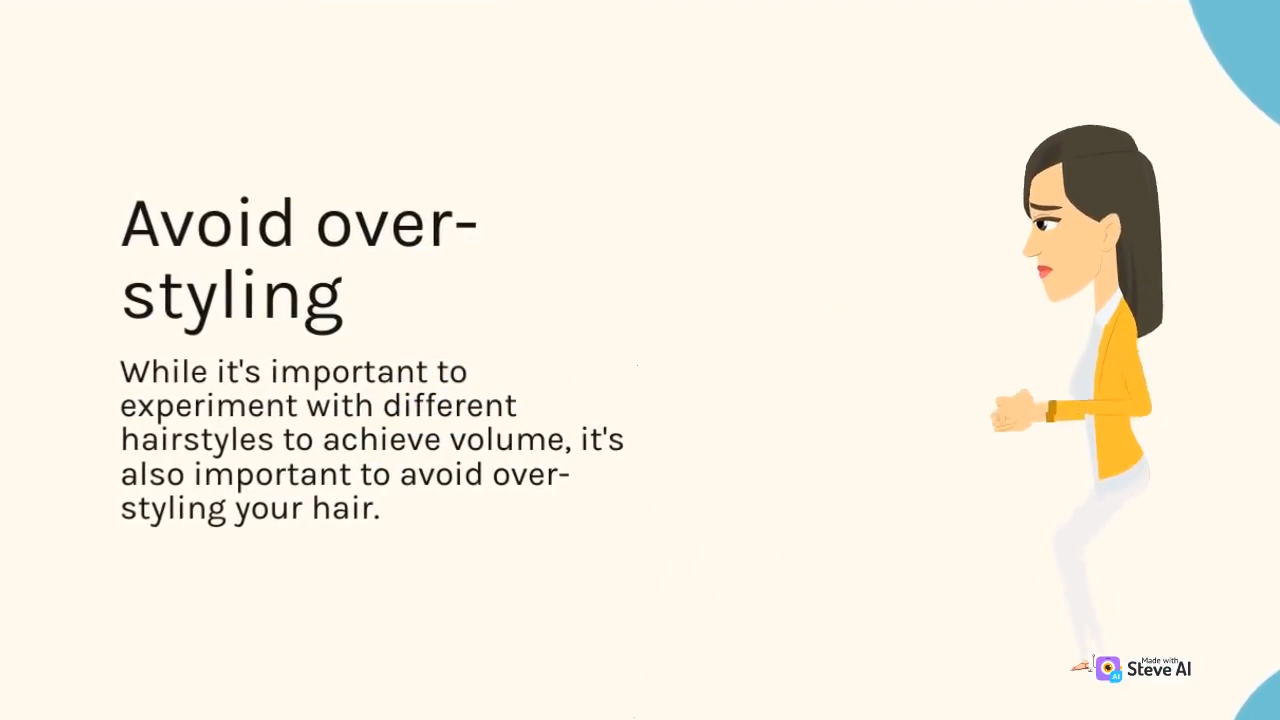 Avoid over-
styling
While it's important to
experiment with different
hairstyles to achieve volume, it's
also important to avoid over-
styling your hair.
Made with
Steve AI
AI